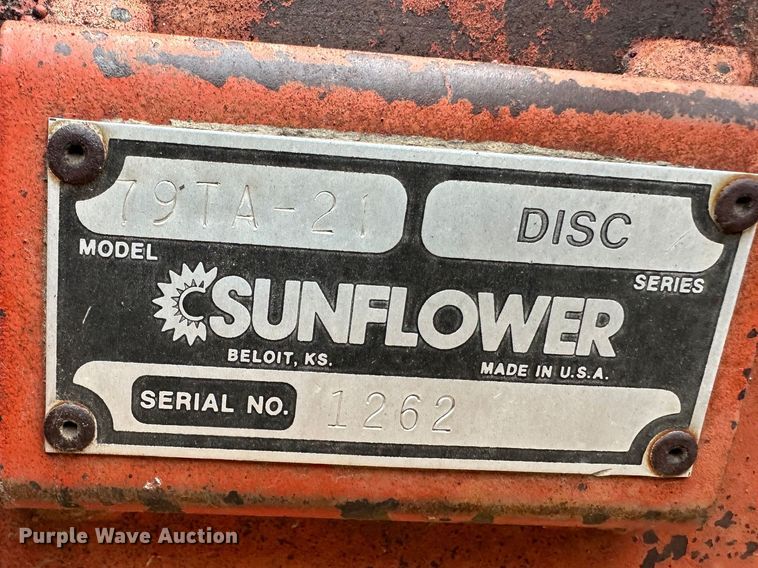 79TA-21 DISC
MODEL SERIES
SUNFLOWER
BELOIT, KS. MADE IN U.S.A.
SERIAL NO. 1262
Purple Wave Auction